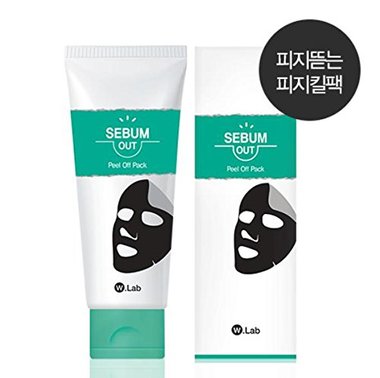 피지뜯는
피지킬팩
SEBUM
OUT
Peel Off Pack
W.Lab
SEBUM
OUT
Peel Off Pack
W.Lab